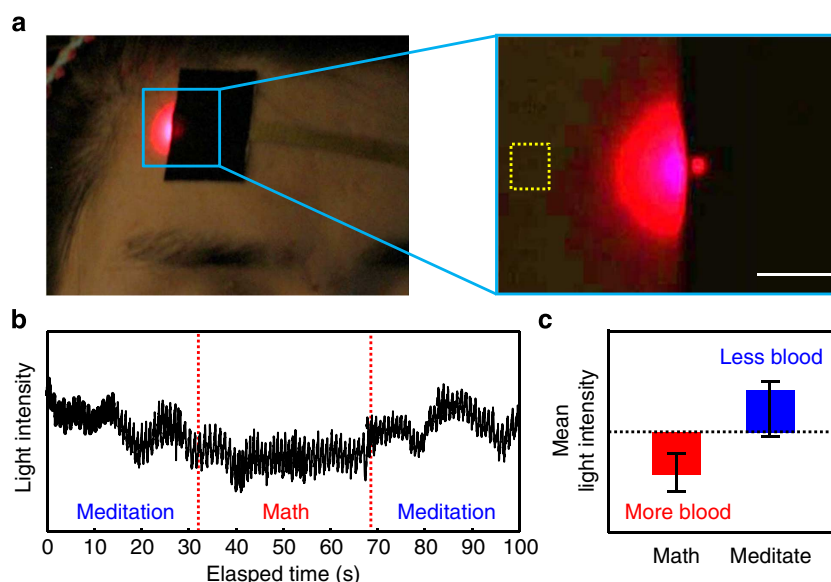 a
b
Light intensity
Meditation
Math
Meditation
0 10 20 30 40 50 60 70 80 90 100
Elasped time (s)
c
Mean
light intensity
Less blood
More blood
Math
Meditate